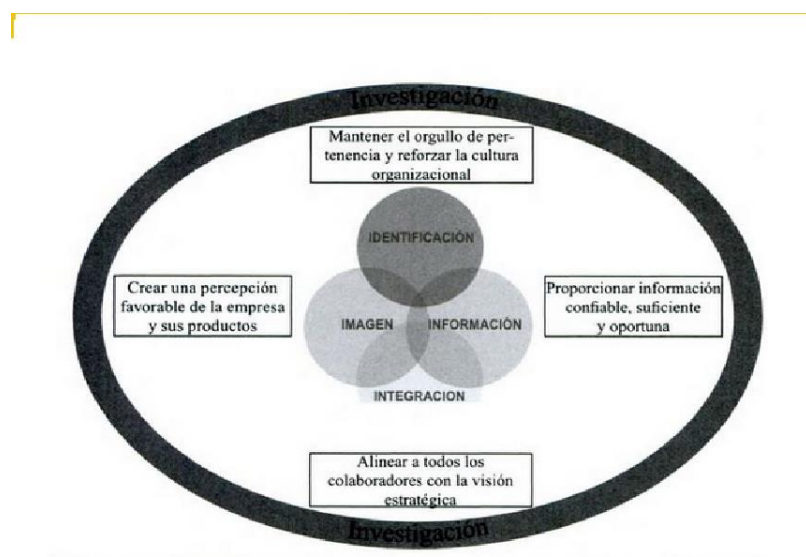 Investigación
Mantener el orgullo de per-
tenencia y reforzar la cultura
organizacional
IDENTIFICACIÓN
Crear una percepción
favorable de la empresa
y sus productos
IMAGEN
INFORMACIÓN
Proporcionar información
confiable, suficiente
y oportuna
INTEGRACION
Alinear a todos los
colaboradores con la visión
estratégica
Investigación